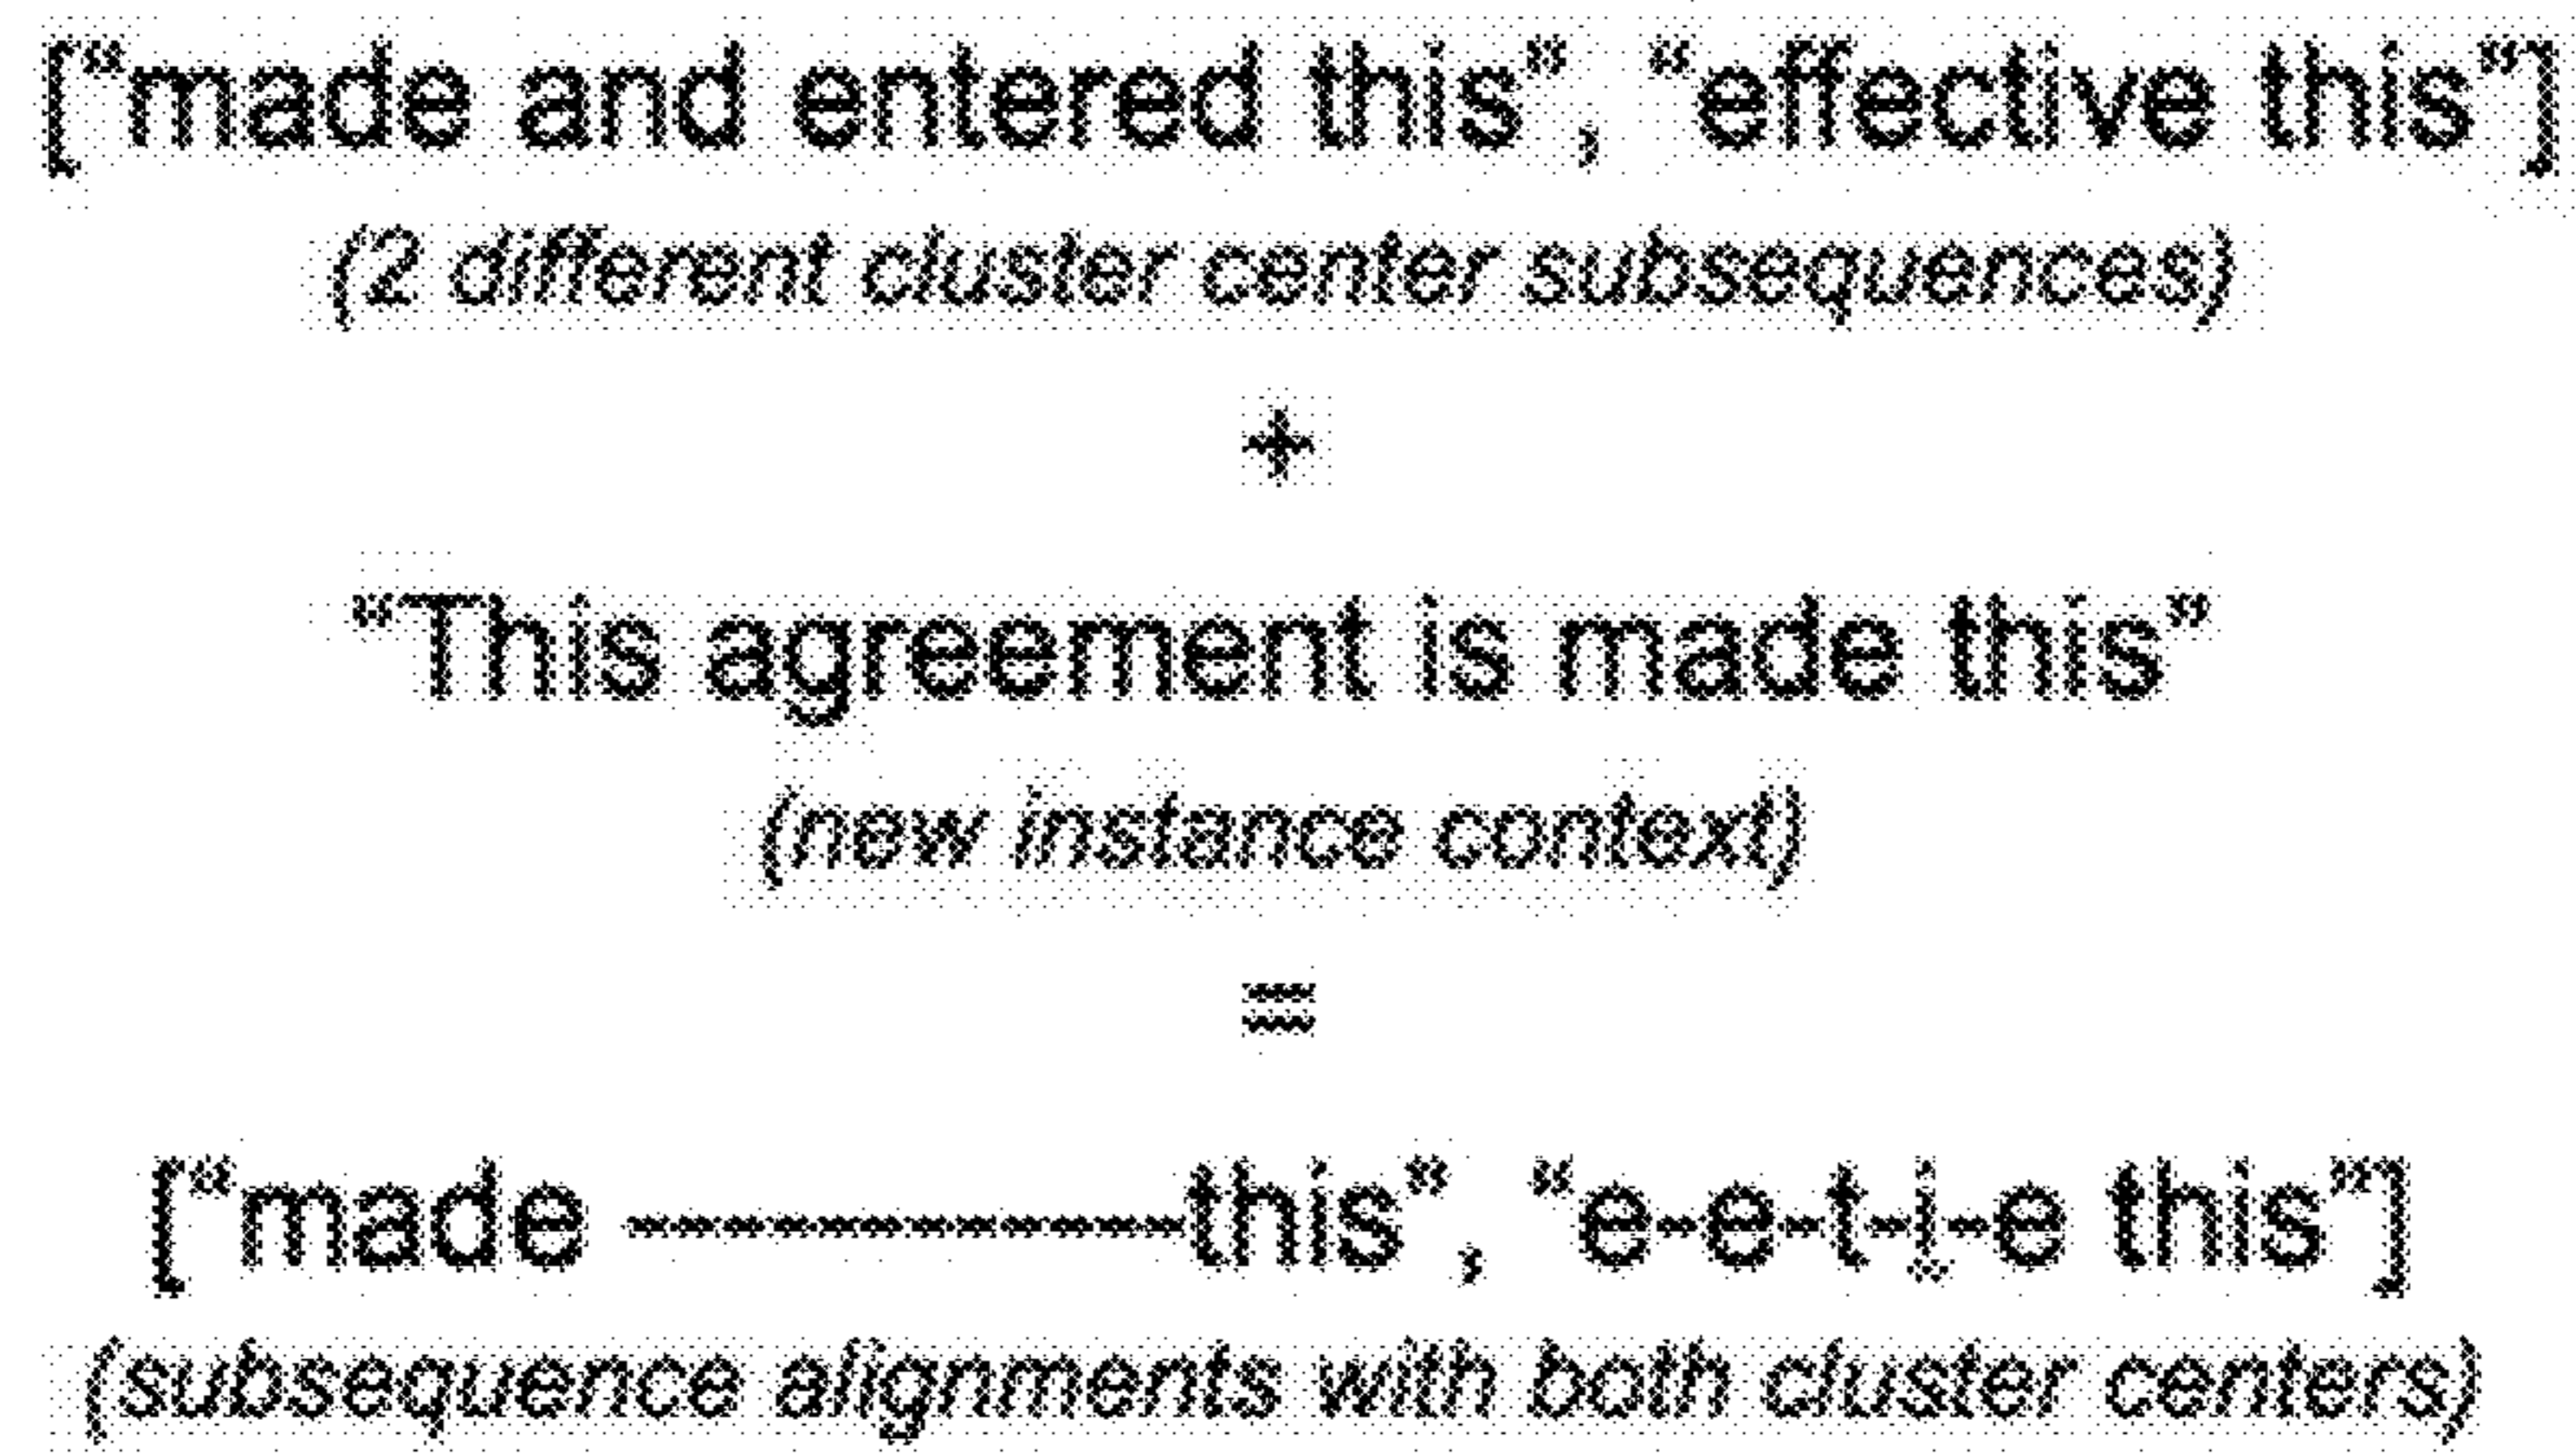 [“made and entered this”, “effective this”]
(2 different cluster center subsequences)
+
“This agreement is made this”
(new instance context)
=
[“made ------------this”, “e-e-t-i-e this”]
(subsequence alignments with both cluster centers)